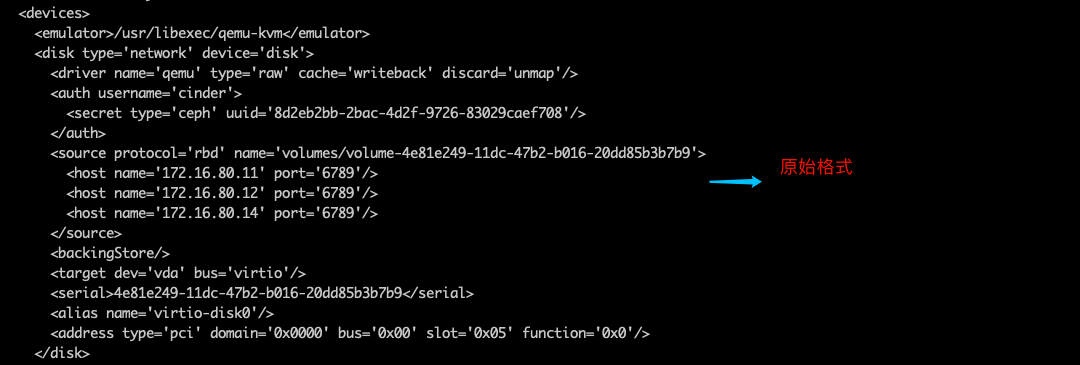 <devices>
<emulator>/usr/libexec/qemu-kvm</emulator>
<disk type='network' device='disk'>
<driver name='qemu' type='raw' cache='writeback' discard='unmap'/>
<auth username='cinder'>
<secret type='ceph' uuid='8d2eb2bb-2bac-4d2f-9726-83029caef708'/>
</auth>
<source protocol='rbd' name='volumes/volume-4e81e249-11dc-47b2-b016-20dd85b3b7b9'>
<host name='172.16.80.11' port='6789'/>
<host name='172.16.80.12' port='6789'/>
<host name='172.16.80.14' port='6789'/>
</source>
<backingStore/>
<target dev='vda' bus='virtio'/>
<serial>4e81e249-11dc-47b2-b016-20dd85b3b7b9</serial>
<alias name='virtio-disk0'/>
<address type='pci' domain='0x0000' bus='0x00' slot='0x05' function='0x0'/>
</disk>
原始格式